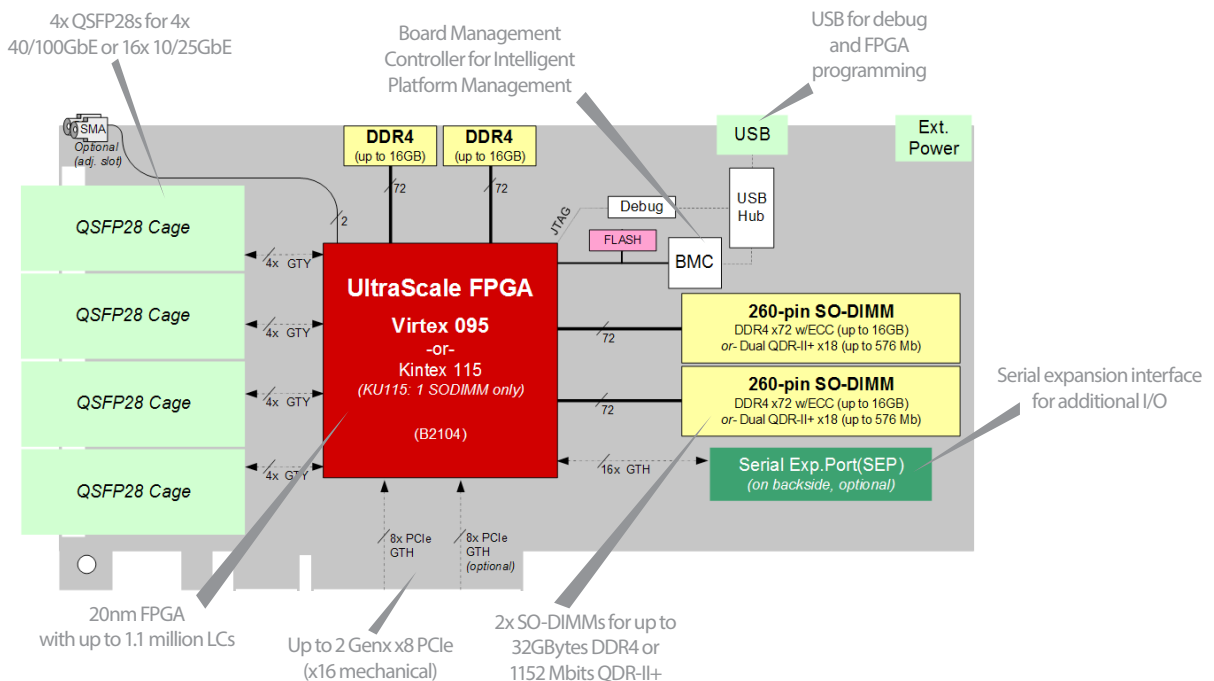 4x QSFP28s for 4x
40/100GbE or 16x 10/25GbE
Board Management
Controller for Intelligent
Platform Management
USB for debug
and FPGA
programming
SMA
Optional
(adj. slot)
DDR4
(up to 16GB)
DDR4
(up to 16GB)
USB
Ext.
Power
72
72
2
JTAG
Debug
USB
Hub
FLASH
BMC
QSFP28 Cage
4x GTY
QSFP28 Cage
4x GTY
QSFP28 Cage
4x GTY
QSFP28 Cage
4x GTY
UltraScale FPGA
Virtex 095
-or-
Kintex 115
(KU115: 1 SODIMM only)
(B2104)
72
260-pin SO-DIMM
DDR4 x72 w/ECC (up to 16GB)
or- Dual QDR-II+ x18 (up to 576 Mb)
72
260-pin SO-DIMM
DDR4 x72 w/ECC (up to 16GB)
or- Dual QDR-II+ x18 (up to 576 Mb)
16x GTH
Serial Exp.Port(SEP)
(on backside, optional)
Serial expansion interface
for additional I/O
8x PCIe
GTH
8x PCIe
GTH
(optional)
20nm FPGA
with up to 1.1 million LCs
Up to 2 Genx x8 PCIe
(x16 mechanical)
2x SO-DIMMs for up to
32GBytes DDR4 or
1152 Mbits QDR-II+